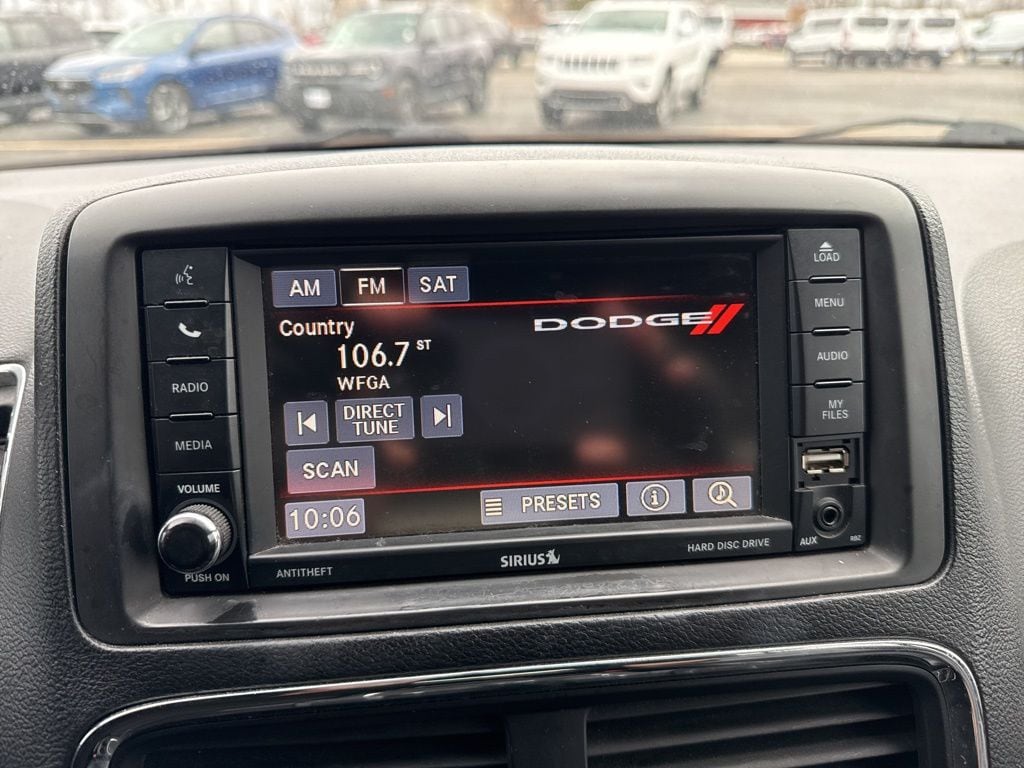 AM FM SAT
Country
106.7 ST
WFGA
DIRECT
TUNE
SCAN
10:06
PRESETS
DODGE
RADIO
MEDIA
VOLUME
PUSH ON
ANTITHEFT
SIRIUS
HARD DISC DRIVE
LOAD
MENU
AUDIO
MY
FILES
AUX
RBZ